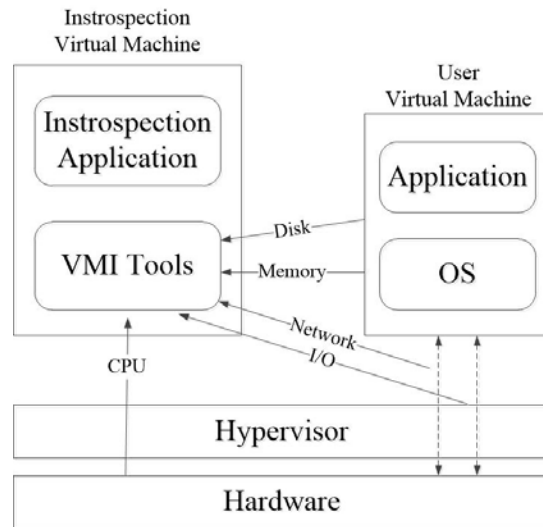 Instrospection
Virtual Machine
User
Virtual Machine
Instrospection
Application
Application
VMI Tools
OS
Disk
Memory
Network
I/O
CPU
Hypervisor
Hardware